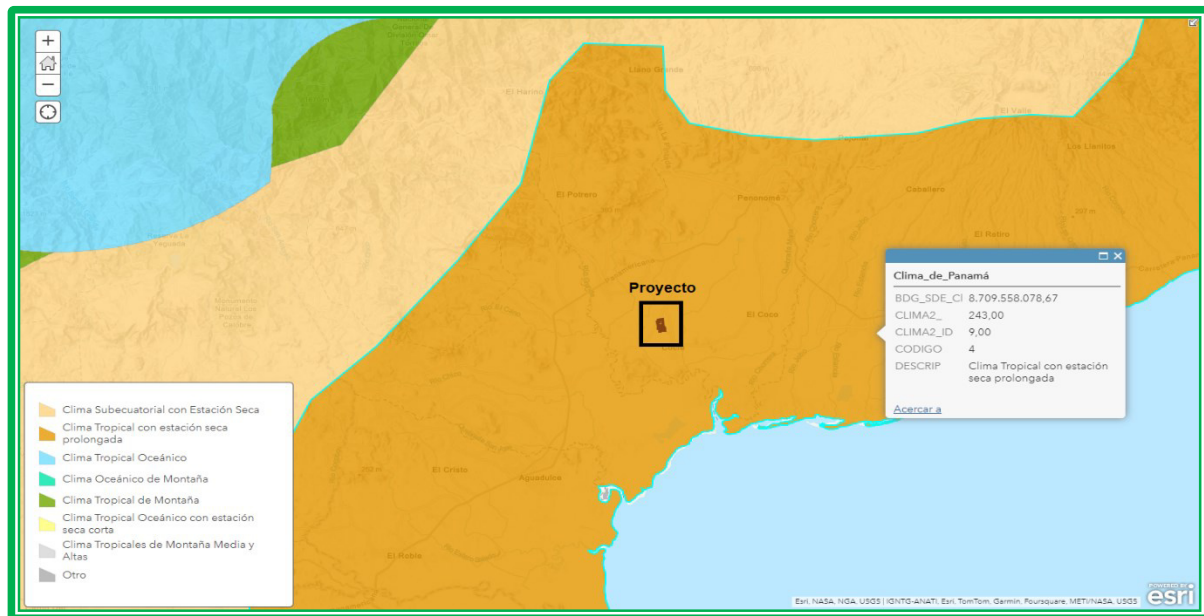 +
−
Llano Grande
El Harino
El Valle
Los Llanitos
El Potrero
Penonomé
Caballero
El Retiro
Proyecto
El Caño
El Cristo
Aguadulce
El Roble
Clima_de_Panamá
BDG_SDE_Cl 8.709.558.078,67
CLIMA2_ 243,00
CLIMA2_ID 9,00
CODIGO 4
DESCRIP Clima Tropical con estación
seca prolongada
Acercar a
Clima Subecuatorial con Estación Seca
Clima Tropical con estación seca
prolongada
Clima Tropical Oceánico
Clima Oceánico de Montaña
Clima Tropical de Montaña
Clima Tropical Oceánico con estación
seca corta
Clima Tropicales de Montaña Media y
Altas
Otro
Esri, NASA, NGA, USGS | IGNTG-ANATI, Esri, TomTom, Garmin, Foursquare, METI/NASA, USGS
POWERED BY
esri